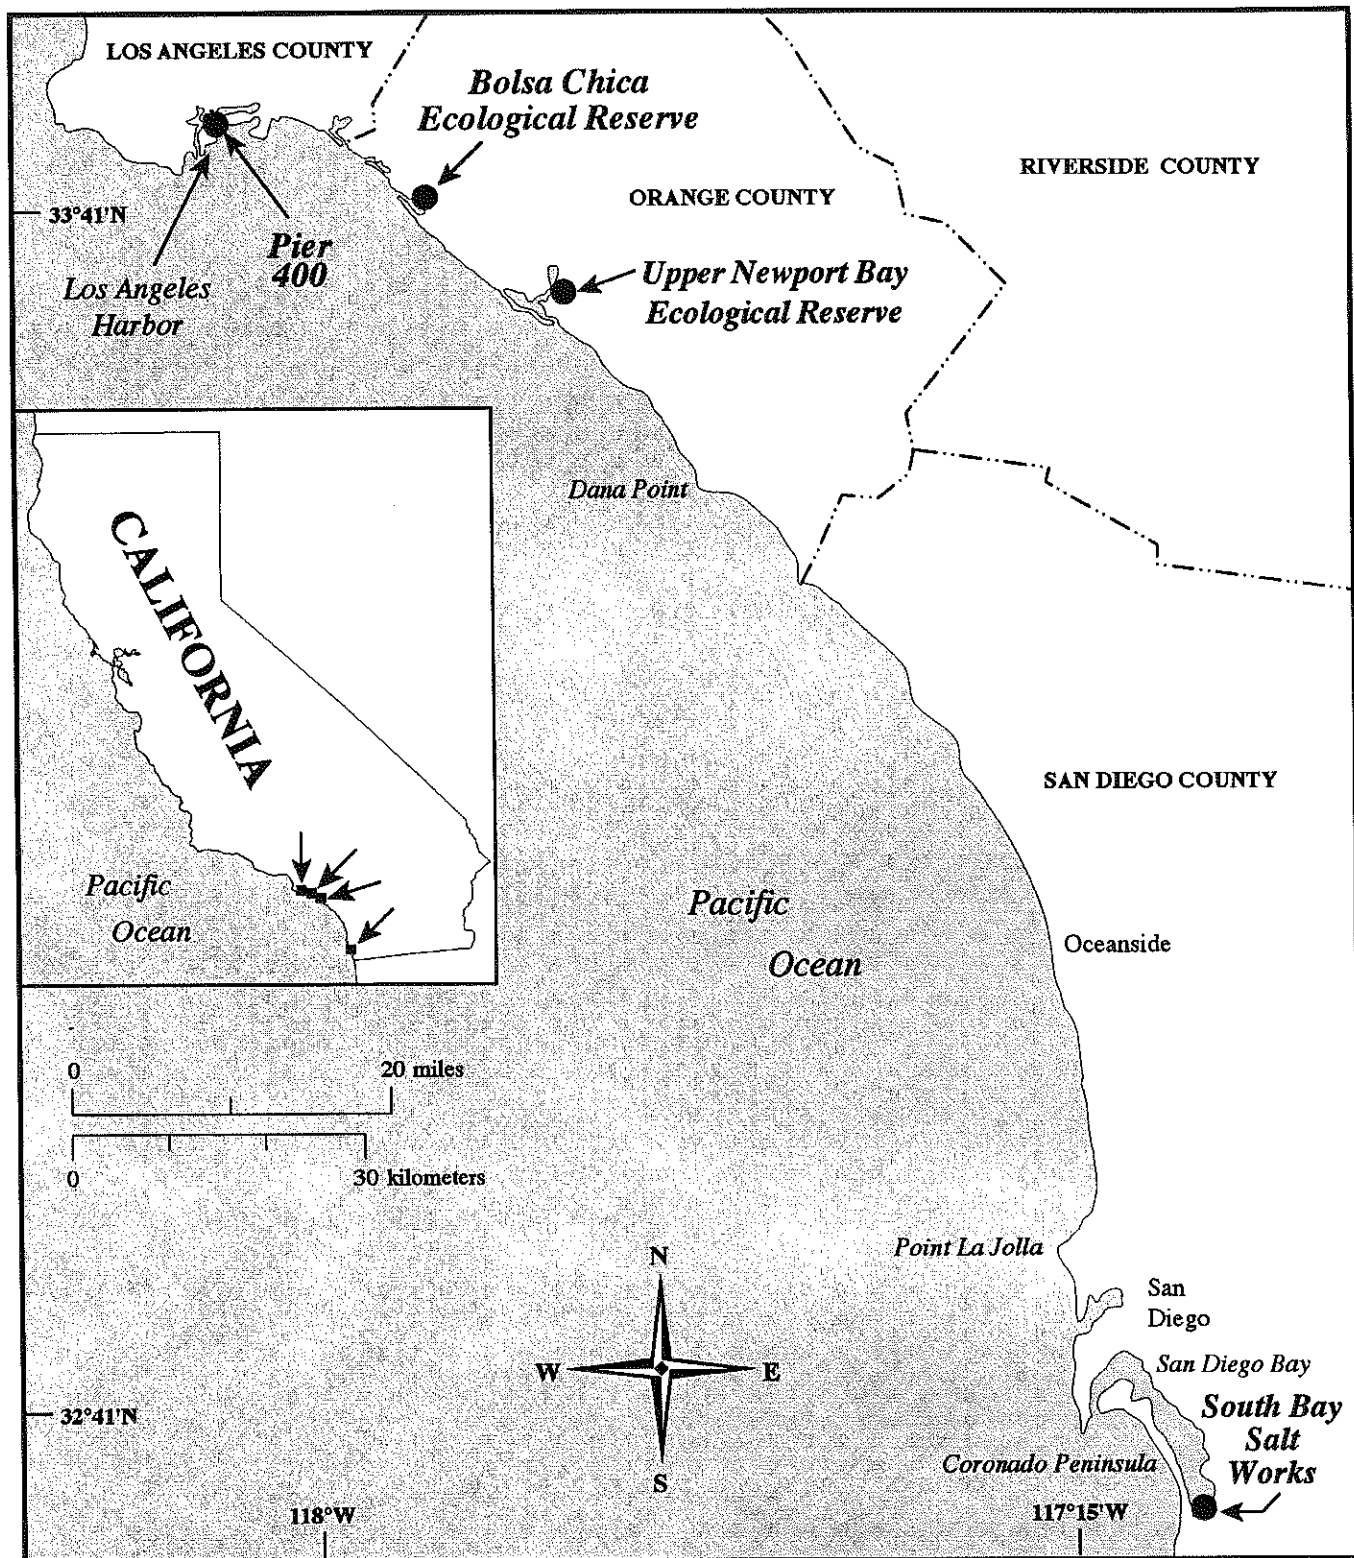 LOS ANGELES COUNTY
Bolsa Chica
Ecological Reserve
RIVERSIDE COUNTY
ORANGE COUNTY
33°41'N
Pier
400
Los Angeles
Harbor
Upper Newport Bay
Ecological Reserve
Dana Point
CALIFORNIA
Pacific
Ocean
SAN DIEGO COUNTY
Pacific
Ocean
Oceanside
0
20 miles
0
30 kilometers
Point La Jolla
N
W
E
S
San
Diego
San Diego Bay
South Bay
Salt
Works
32°41'N
Coronado Peninsula
118°W
117°15'W